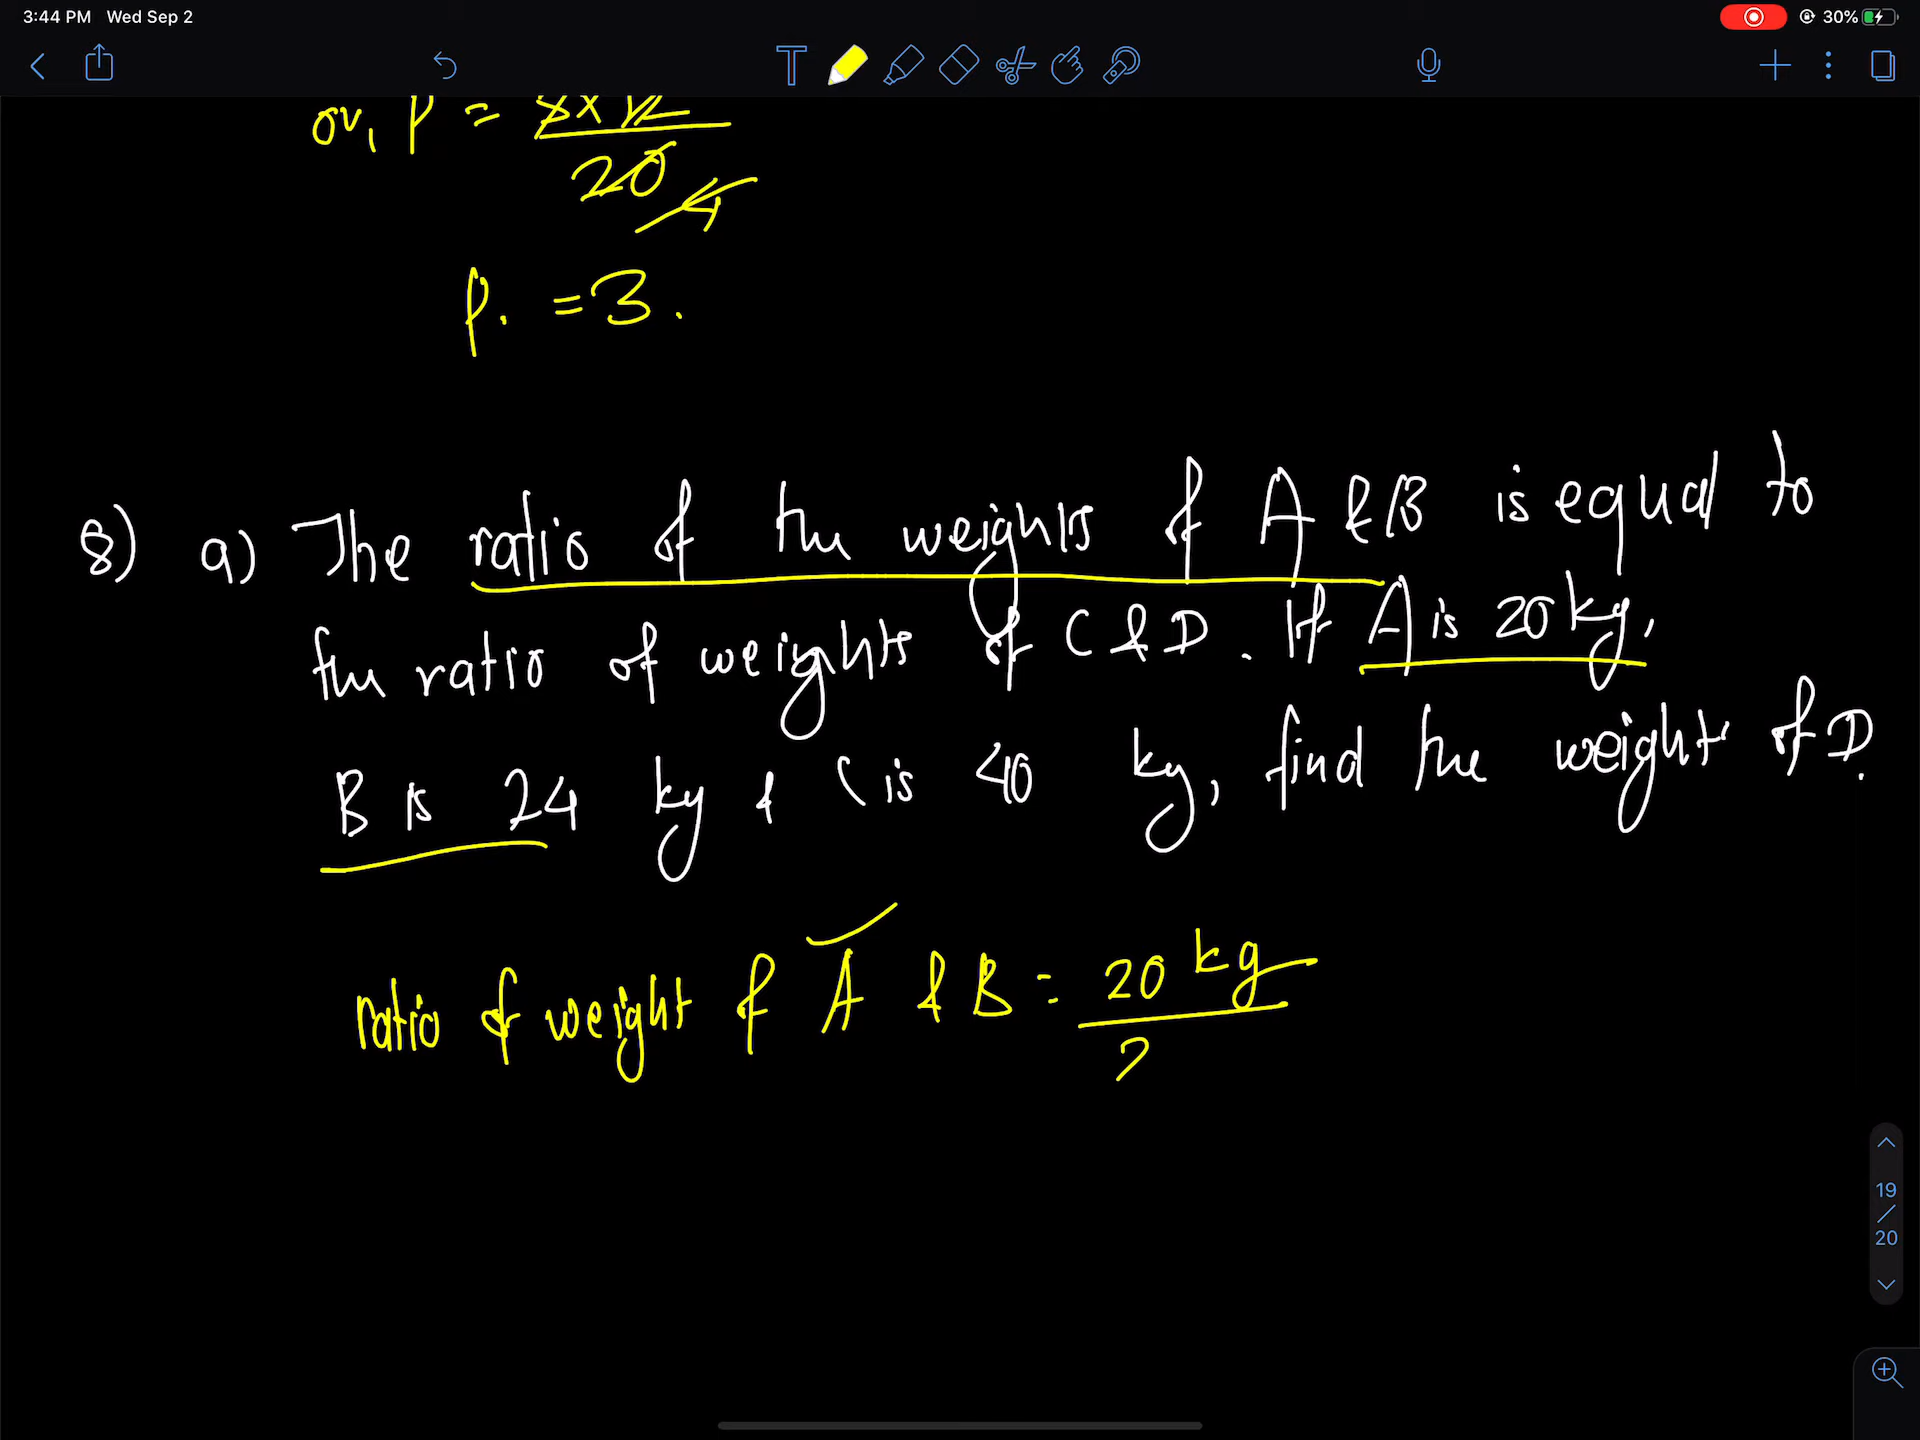 3:44 PM Wed Sep 2
30%
or, P =
20 4
P. = 3.
8) a) The ratio of the weights of A & B is equal to
the ratio of weights of C & D. If A is 20 kg,
B is 24 kg & C is 40 kg, find the weight of D.
ratio of weight of A & B = 20 kg
2
19
/
20